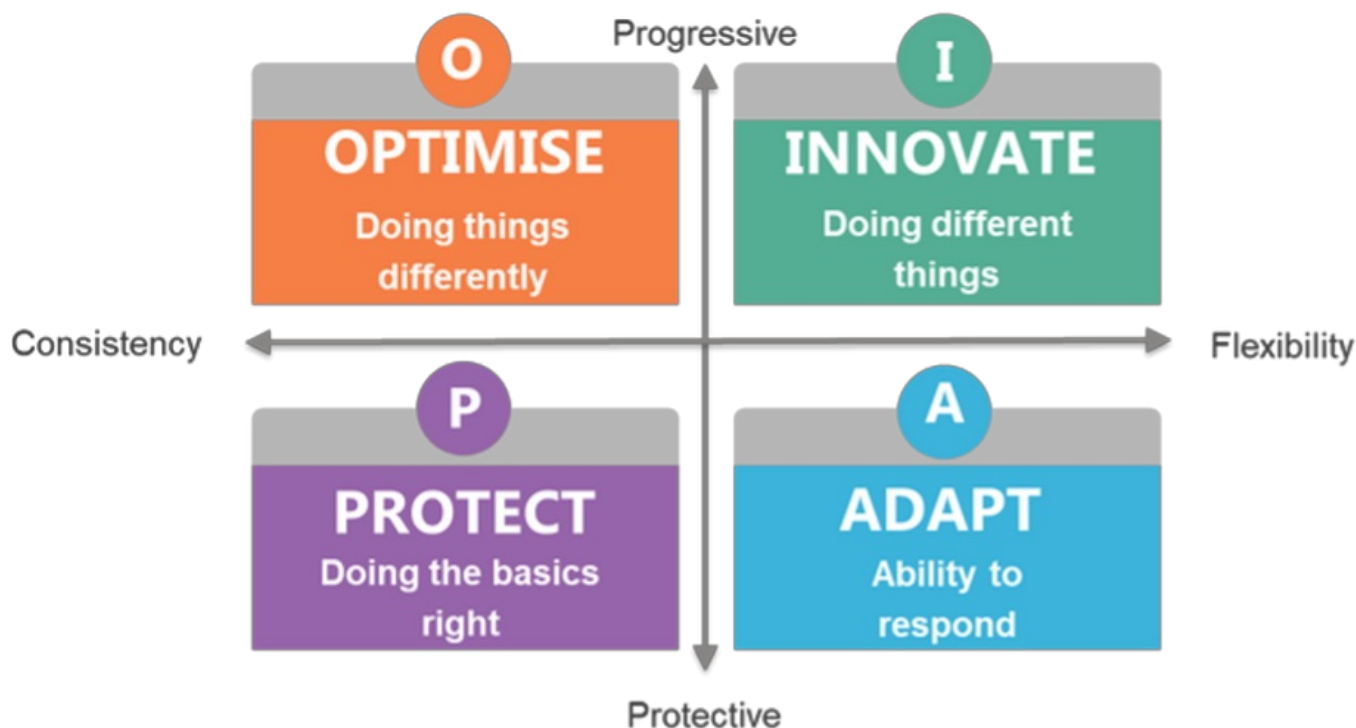 Progressive
O
OPTIMISE
Doing things
differently
I
INNOVATE
Doing different
things
Consistency
Flexibility
P
PROTECT
Doing the basics
right
A
ADAPT
Ability to
respond
Protective